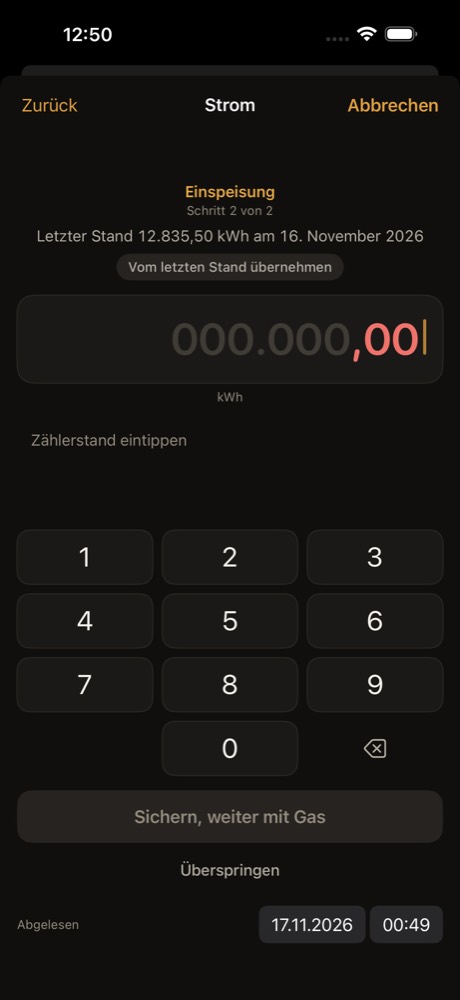 12:50
Zurück Strom Abbrechen
Einspeisung
Schritt 2 von 2
Letzter Stand 12.835,50 kWh am 16. November 2026
Vom letzten Stand übernehmen
000.000,00
kWh
Zählerstand eintippen
1 2 3
4 5 6
7 8 9
0
Sichern, weiter mit Gas
Überspringen
Abgelesen 17.11.2026 00:49